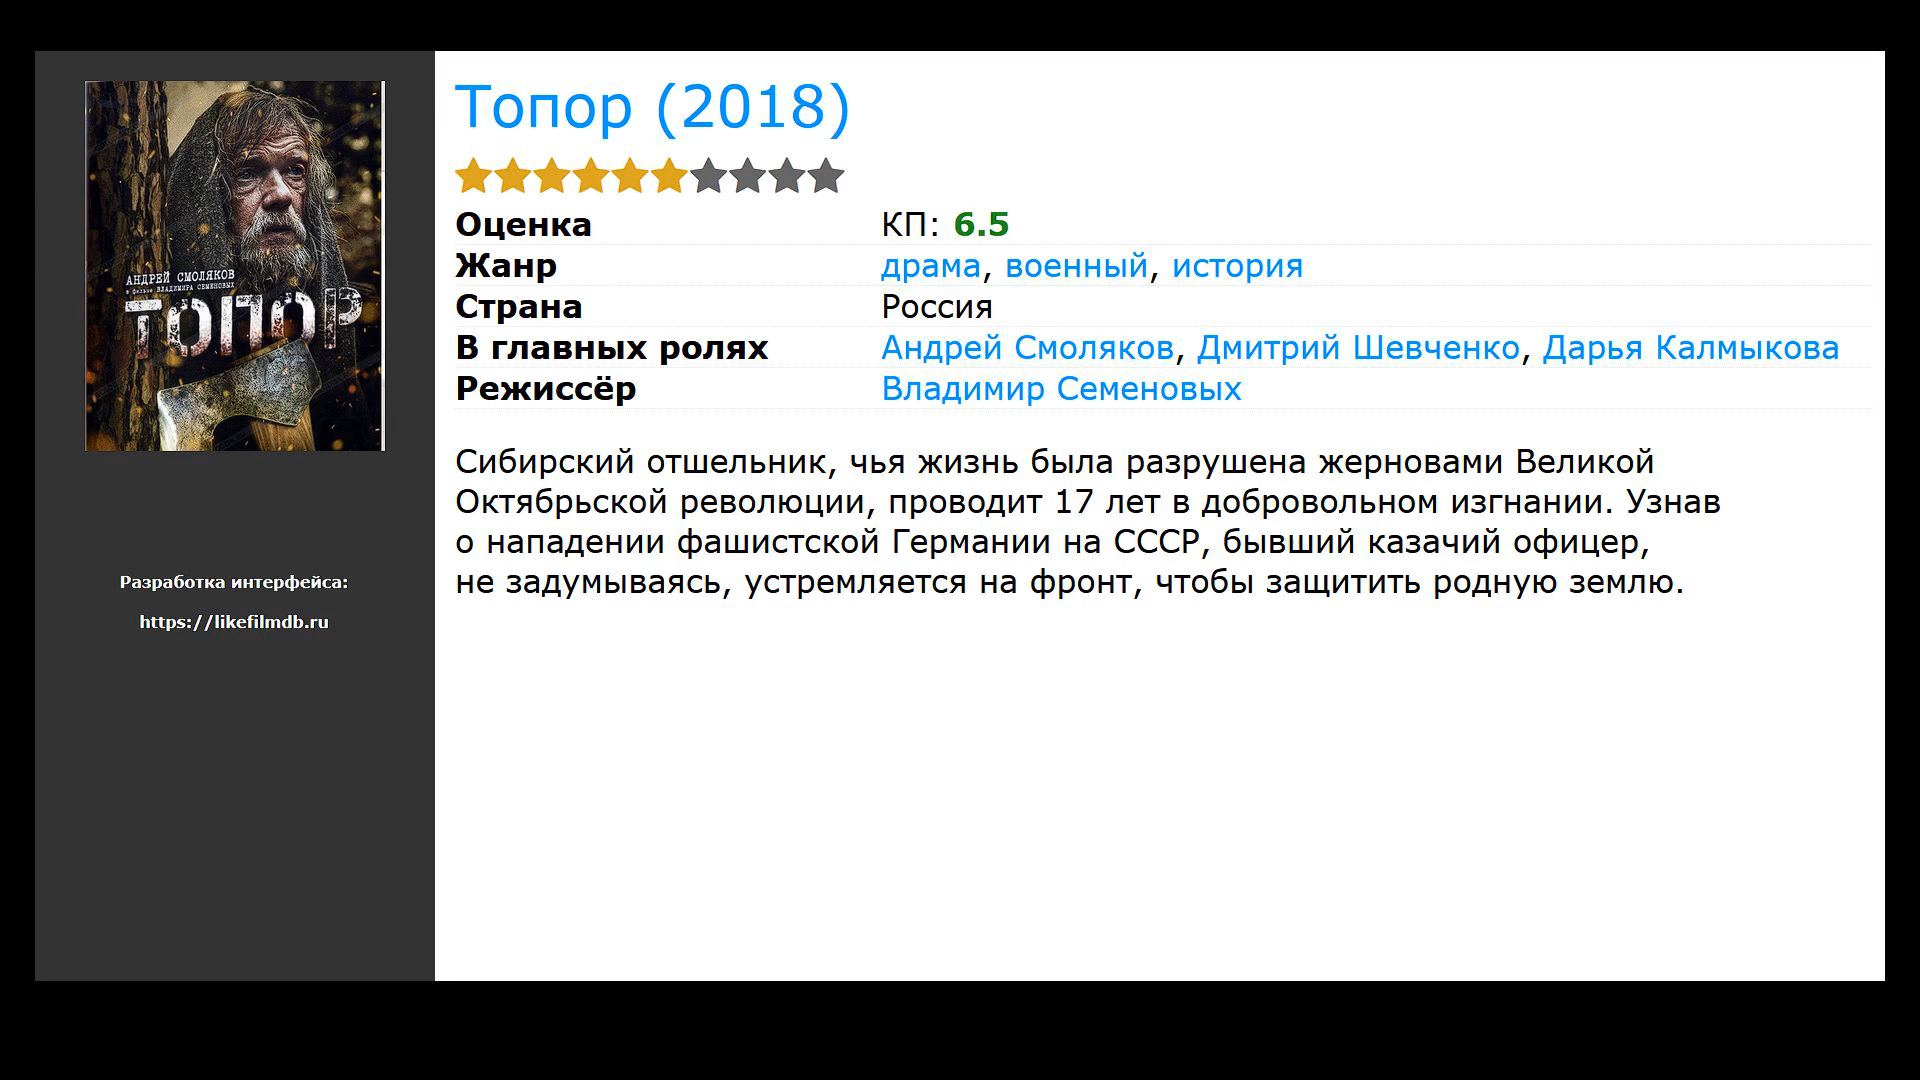 АНДРЕЙ СМОЛЯКОВ
в фильме ВЛАДИМИРА СЕМЕНОВЫХ
ТОПОР
Разработка интерфейса:
https://likefilmdb.ru
Топор (2018)
Оценка КП: 6.5
Жанр драма, военный, история
Страна Россия
В главных ролях Андрей Смоляков, Дмитрий Шевченко, Дарья Калмыкова
Режиссёр Владимир Семеновых
Сибирский отшельник, чья жизнь была разрушена жерновами Великой
Октябрьской революции, проводит 17 лет в добровольном изгнании. Узнав
о нападении фашистской Германии на СССР, бывший казачий офицер,
не задумываясь, устремляется на фронт, чтобы защитить родную землю.